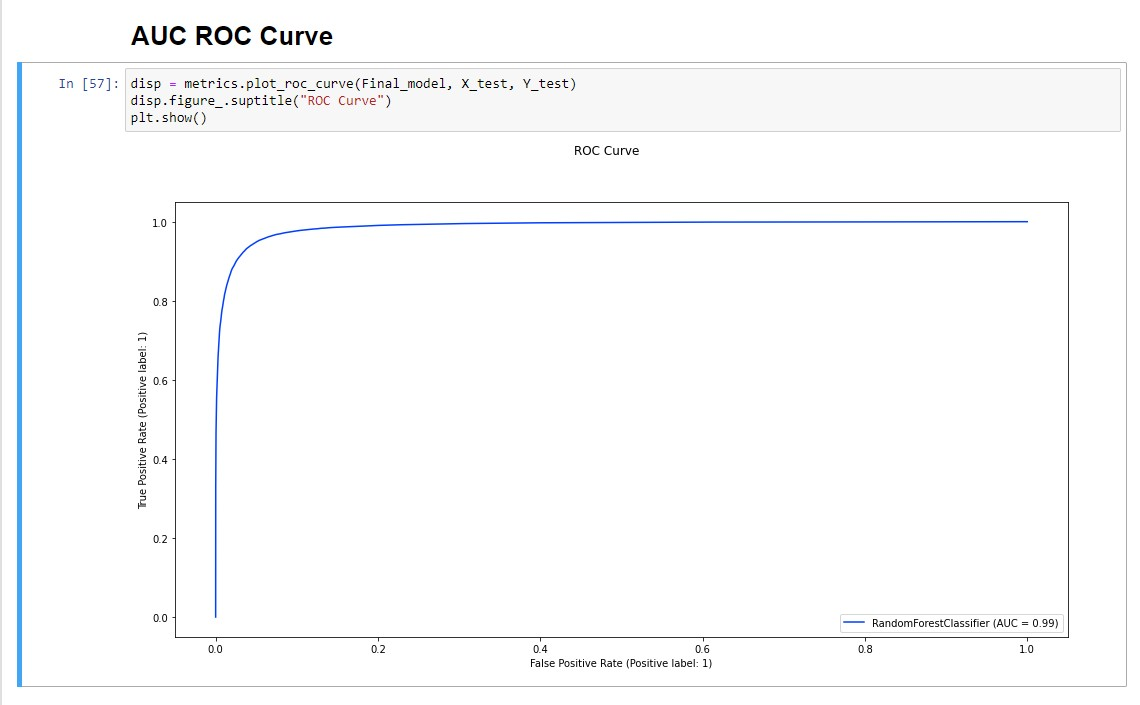 AUC ROC Curve
In [57]:
disp = metrics.plot_roc_curve(Final_model, X_test, Y_test)
disp.figure_.suptitle("ROC Curve")
plt.show()
ROC Curve
1.0
0.8
0.6
0.4
0.2
0.0
True Positive Rate (Positive label: 1)
RandomForestClassifier (AUC = 0.99)
0.0 0.2 0.4 0.6 0.8 1.0
False Positive Rate (Positive label: 1)